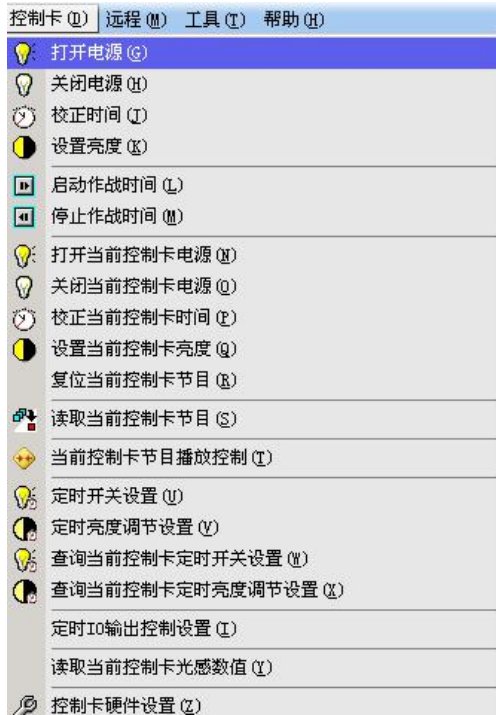 控制卡(D) 远程(M) 工具(T) 帮助(H)
打开电源(G)
关闭电源(H)
校正时间(J)
设置亮度(K)
启动作战时间(L)
停止作战时间(M)
打开当前控制卡电源(N)
关闭当前控制卡电源(O)
校正当前控制卡时间(P)
设置当前控制卡亮度(Q)
复位当前控制卡节目(R)
读取当前控制卡节目(S)
当前控制卡节目播放控制(T)
定时开关设置(U)
定时亮度调节设置(V)
查询当前控制卡定时开关设置(W)
查询当前控制卡定时亮度调节设置(X)
定时IO输出控制设置(I)
读取当前控制卡光感数值(Y)
控制卡硬件设置(Z)